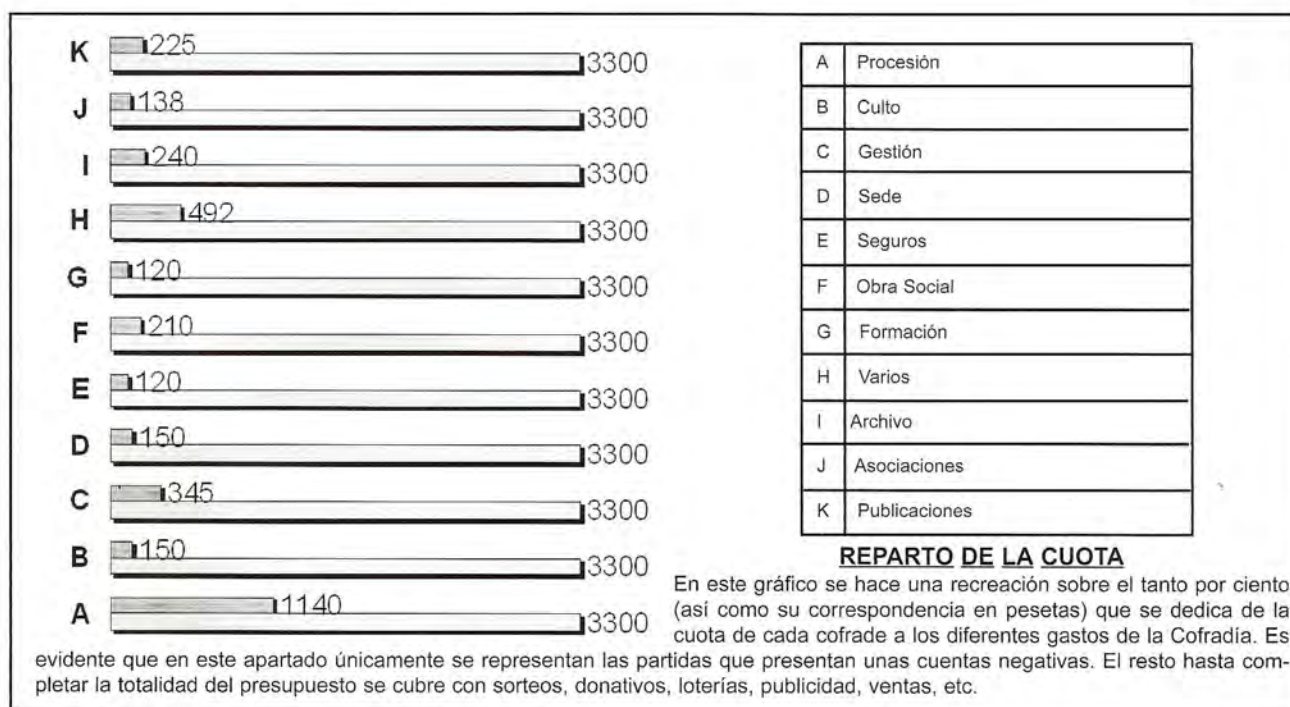 K 225
3300
J 138
3300
I 240
3300
H 492
3300
G 120
3300
F 210
3300
E 120
3300
D 150
3300
C 345
3300
B 150
3300
A 1140
3300
A Procesión
B Culto
C Gestión
D Sede
E Seguros
F Obra Social
G Formación
H Varios
I Archivo
J Asociaciones
K Publicaciones
REPARTO DE LA CUOTA
En este gráfico se hace una recreación sobre el tanto por ciento
(así como su correspondencia en pesetas) que se dedica de la
cuota de cada cofrade a los diferentes gastos de la Cofradía. Es
evidente que en este apartado únicamente se representan las partidas que presentan unas cuentas negativas. El resto hasta com-
pletar la totalidad del presupuesto se cubre con sorteos, donativos, loterías, publicidad, ventas, etc.